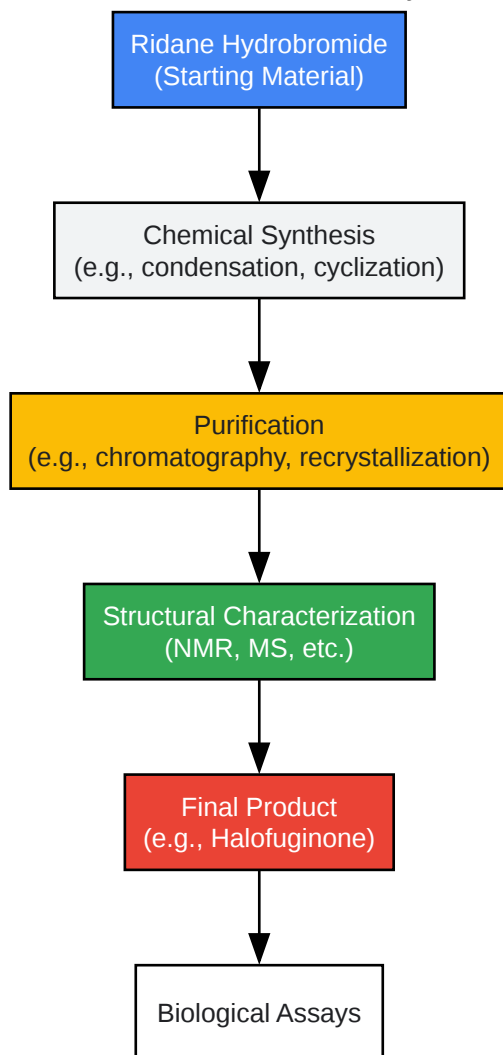 Ridane Hydrobromide
(Starting Material)
Chemical Synthesis
(e.g., condensation, cyclization)
Purification
(e.g., chromatography, recrystallization)
Structural Characterization
(NMR, MS, etc.)
Final Product
(e.g., Halofuginone)
Biological Assays